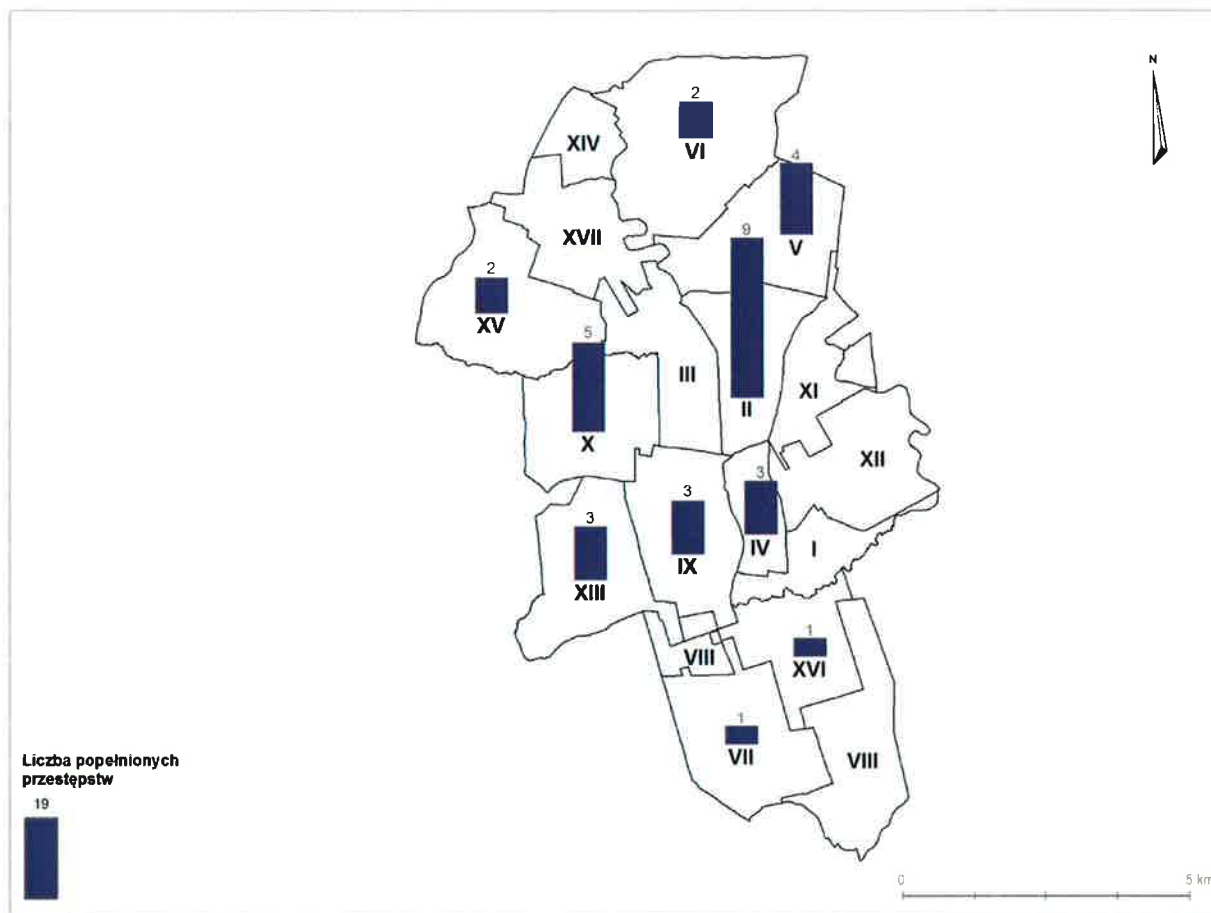 N
2
XIV
VI
4
XVII
9
V
2
XV
5
III
XI
II
X
XII
3
3
3
IV
I
IX
XIII
1
VIII
XVI
1
VII
VIII
Liczba popełnionych
przestępstw
19
0
5 km